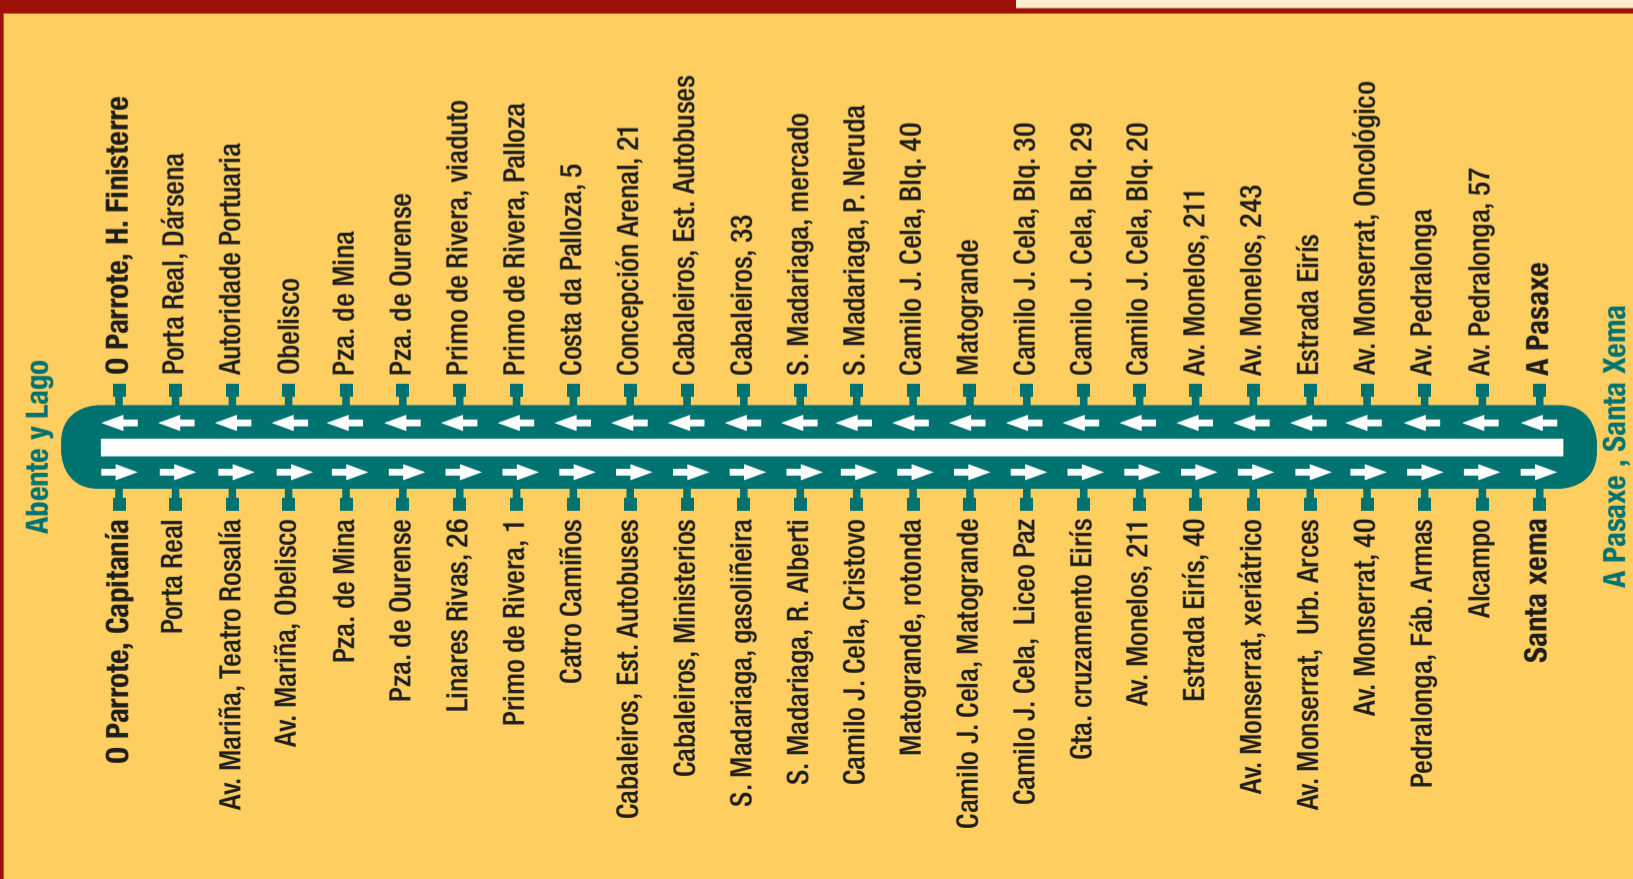 Abente y Lago
O Parrote, H. Finisterre
Porta Real, Dársena
Autoridade Portuaria
Obelisco
Pza. de Mina
Pza. de Ourense
Primo de Rivera, viaduto
Primo de Rivera, Palloza
Costa da Palloza, 5
Concepción Arenal, 21
Cabaleiros, Est. Autobuses
Cabaleiros, 33
S. Madariaga, mercado
S. Madariaga, P. Neruda
Camilo J. Cela, Blq. 40
Matogrande
Camilo J. Cela, Blq. 30
Camilo J. Cela, Blq. 29
Camilo J. Cela, Blq. 20
Av. Monelos, 211
Av. Monelos, 243
Estrada Eirís
Av. Monserrat, Oncológico
Av. Pedralonga
Av. Pedralonga, 57
A Pasaxe
O Parrote, Capitanía
Porta Real
Av. Mariña, Teatro Rosalía
Av. Mariña, Obelisco
Pza. de Mina
Pza. de Ourense
Linares Rivas, 26
Primo de Rivera, 1
Catro Camiños
Cabaleiros, Est. Autobuses
Cabaleiros, Ministerios
S. Madariaga, gasoliñeira
S. Madariaga, R. Alberti
Camilo J. Cela, Cristovo
Matogrande, rotonda
Camilo J. Cela, Matogrande
Camilo J. Cela, Liceo Paz
Gta. cruzamento Eirís
Av. Monelos, 211
Estrada Eirís, 40
Av. Monserrat, xeriátrico
Av. Monserrat, Urb. Arces
Av. Monserrat, 40
Pedralonga, Fáb. Armas
Alcampo
Santa xema
A Pasaxe , Santa Xema